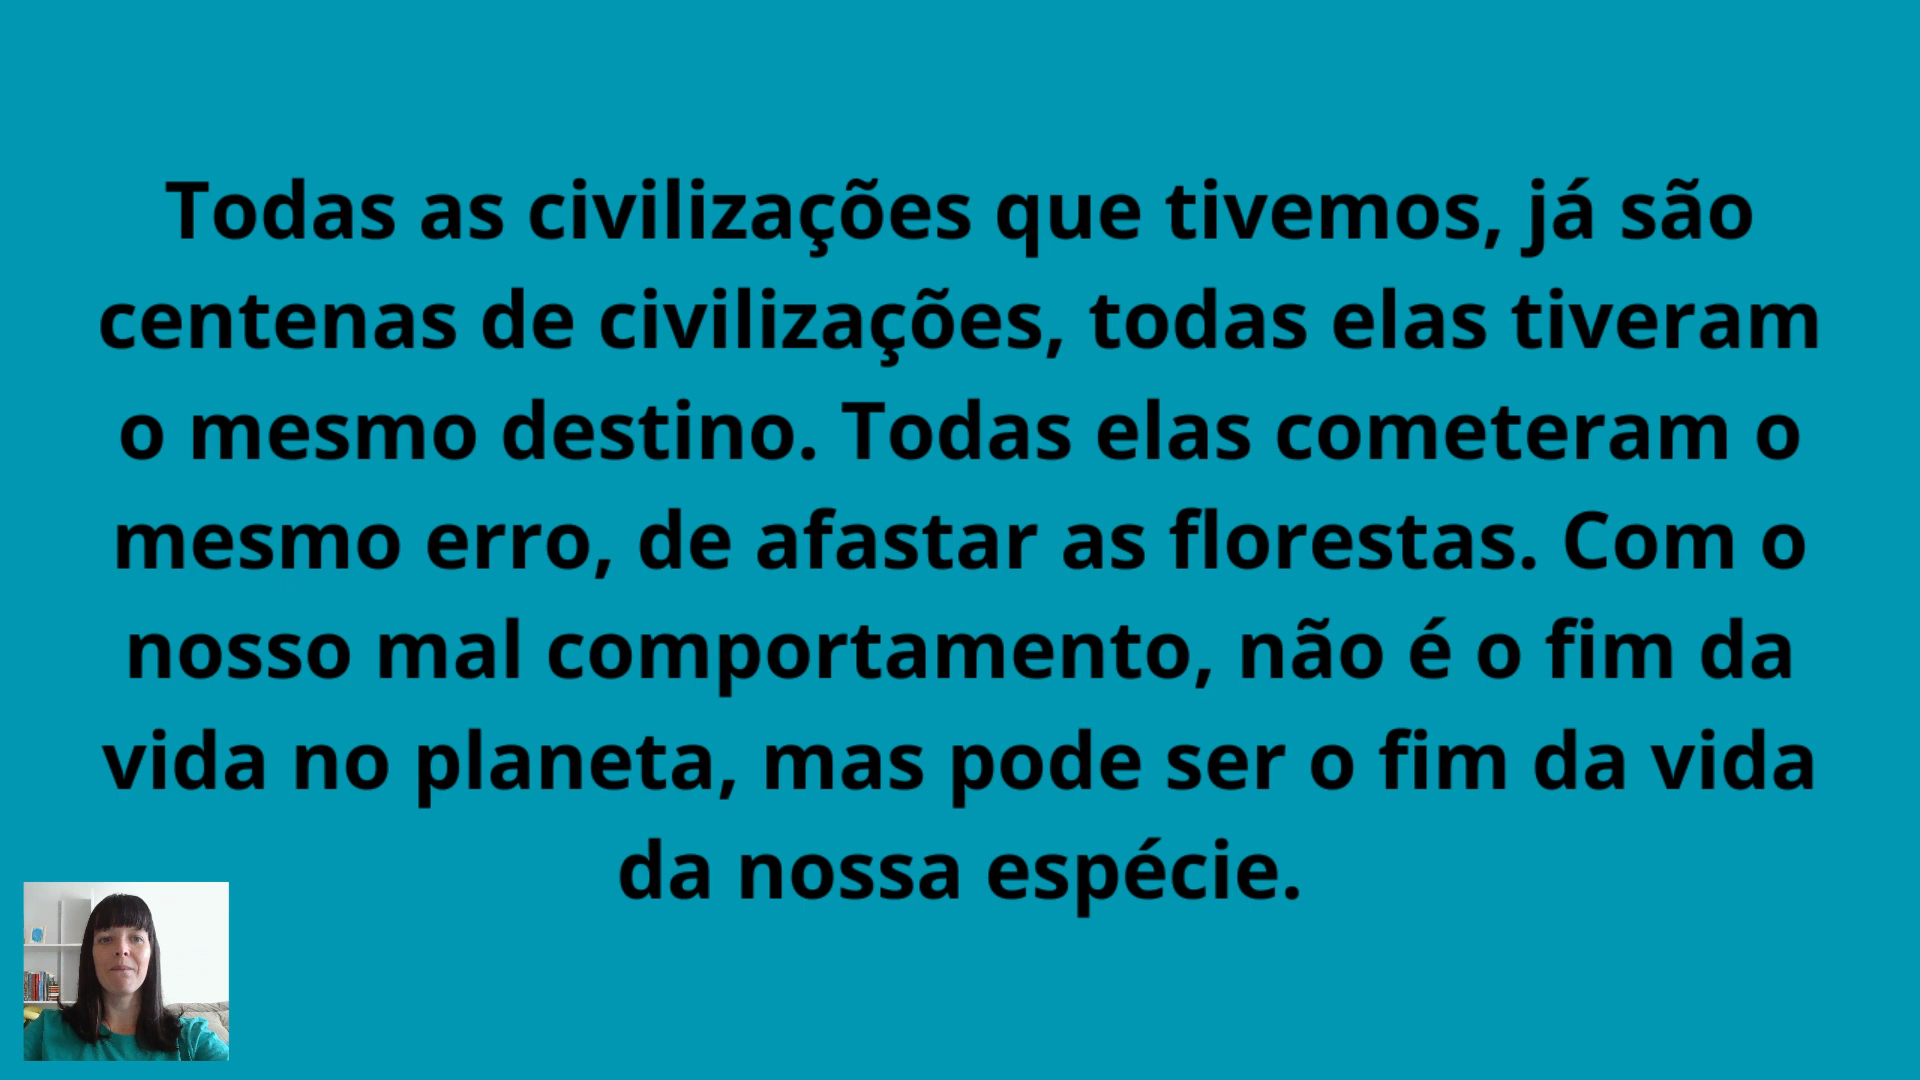 Todas as civilizações que tivemos, já são
centenas de civilizações, todas elas tiveram
o mesmo destino. Todas elas cometeram o
mesmo erro, de afastar as florestas. Com o
nosso mal comportamento, não é o fim da
vida no planeta, mas pode ser o fim da vida
da nossa espécie.